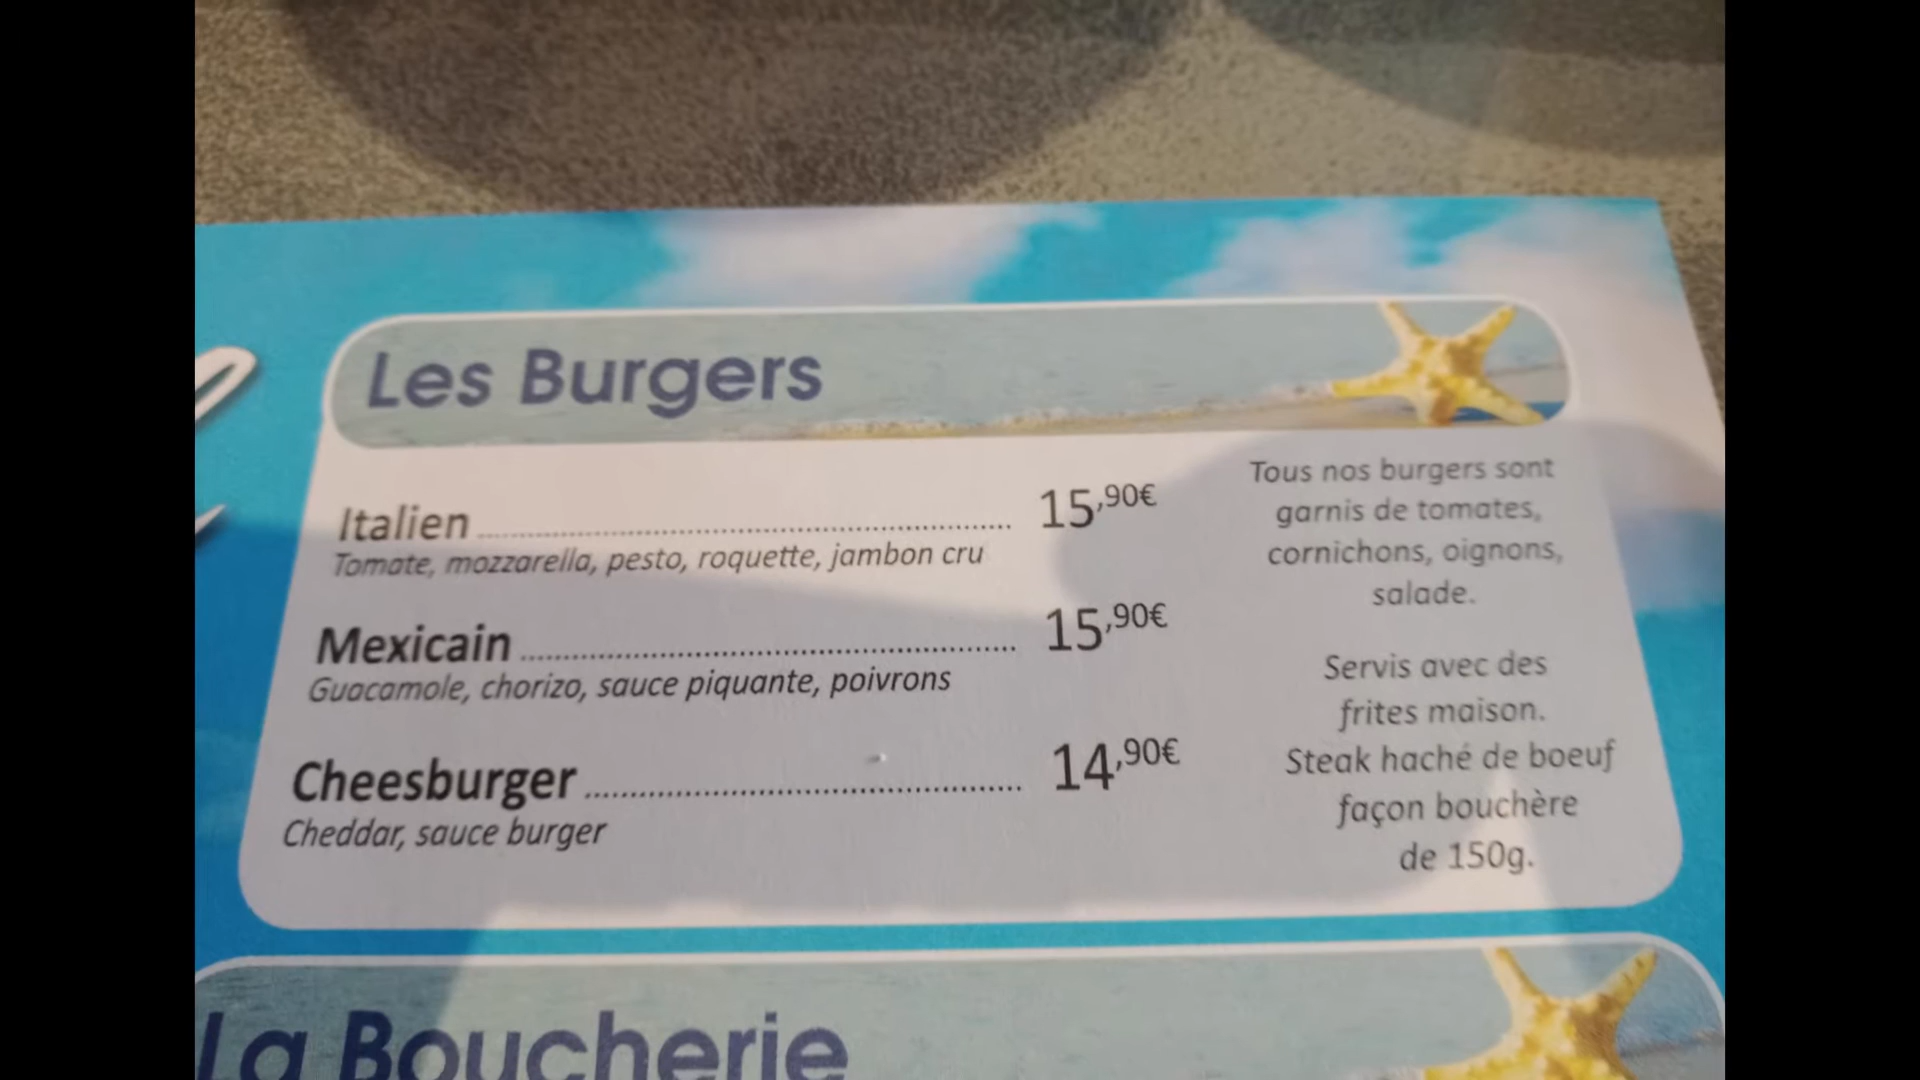 Les Burgers
Italien ........................................ 15,90€
Tomate, mozzarella, pesto, roquette, jambon cru
Mexicain ........................................ 15,90€
Guacamole, chorizo, sauce piquante, poivrons
Cheesburger ........................................ 14,90€
Cheddar, sauce burger
Tous nos burgers sont
garnis de tomates,
cornichons, oignons,
salade.
Servis avec des
frites maison.
Steak haché de boeuf
façon bouchère
de 150g.
La Boucherie